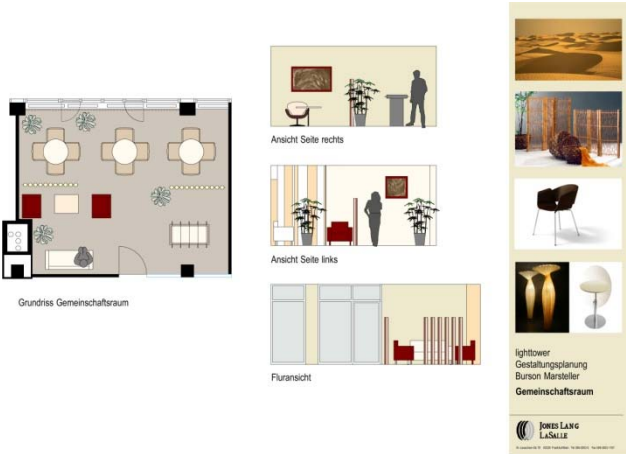 Grundriss Gemeinschaftsraum
Ansicht Seite rechts
Ansicht Seite links
Fluransicht
lighttower
Gestaltungsplanung
Burson Marsteller
Gemeinschaftsraum
JONES LANG
LASALLE